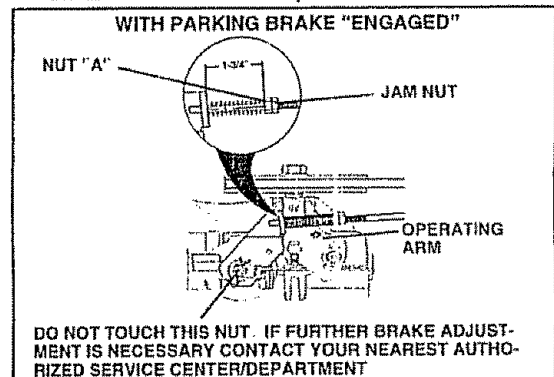 WITH PARKING BRAKE "ENGAGED"
NUT "A"
1-3/4"
JAM NUT
OPERATING
ARM
DO NOT TOUCH THIS NUT. IF FURTHER BRAKE ADJUST-
MENT IS NECESSARY CONTACT YOUR NEAREST AUTHO-
RIZED SERVICE CENTER/DEPARTMENT